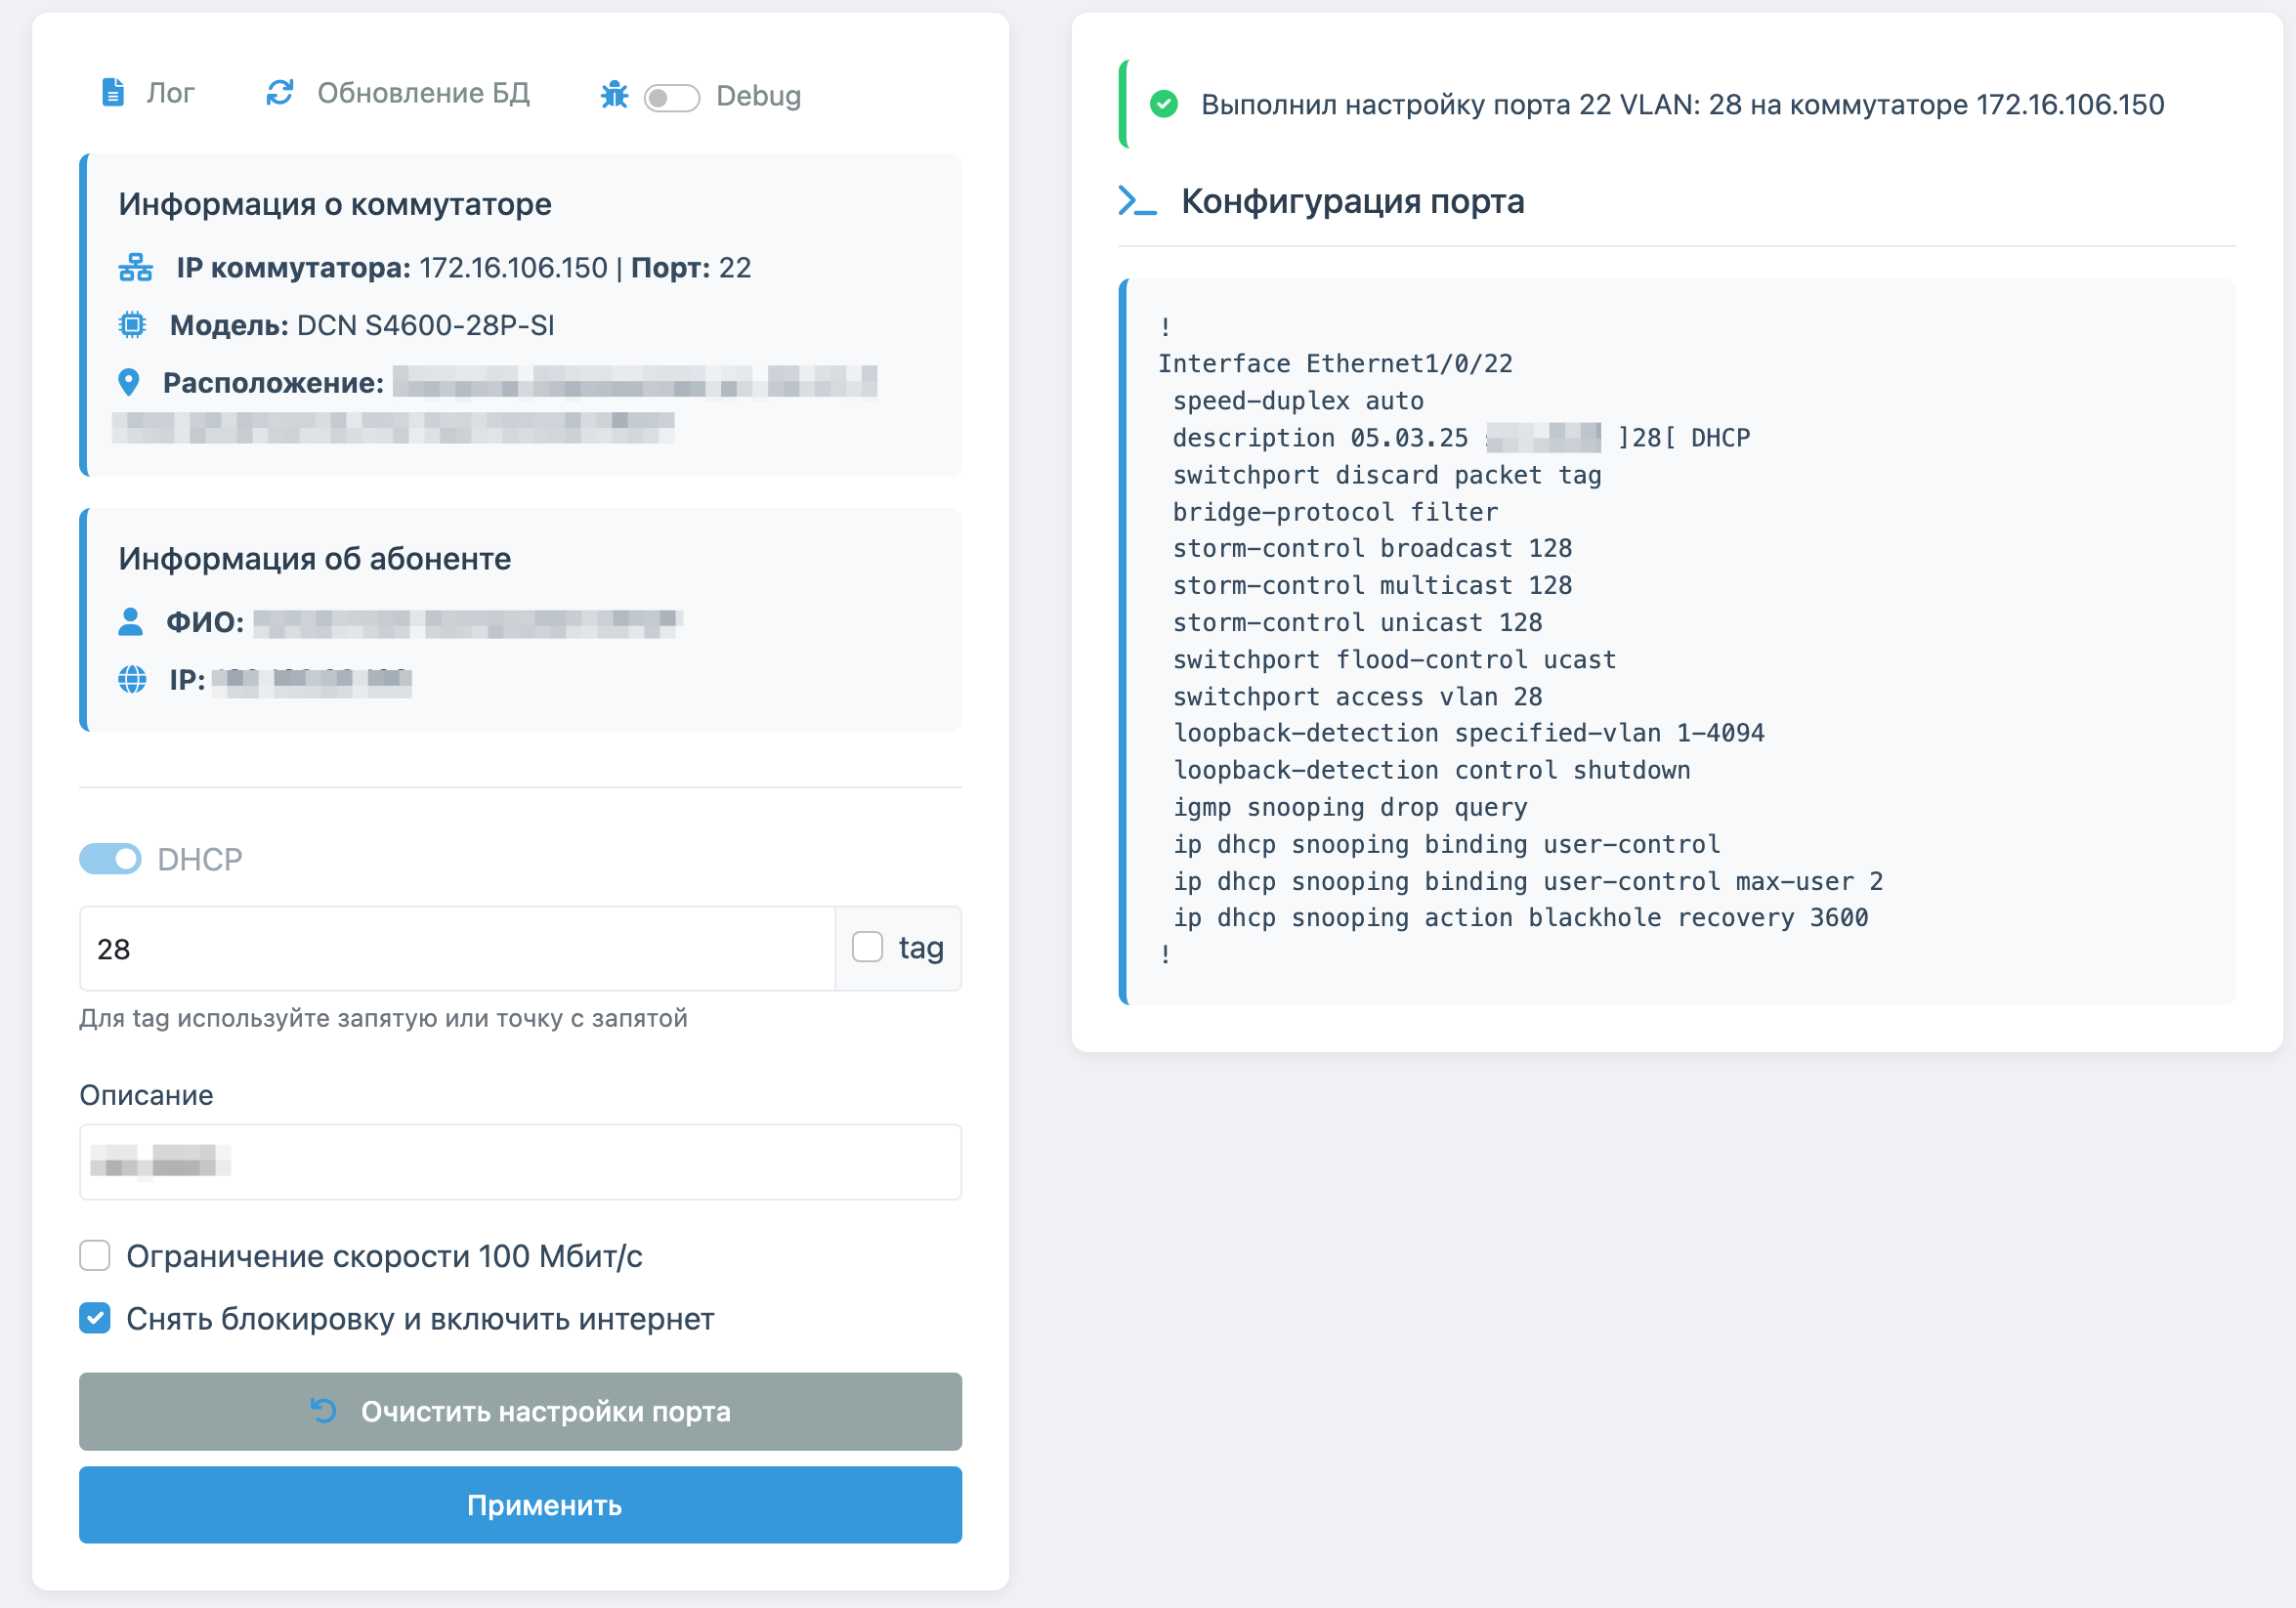 Лог Обновление БД Debug
Информация о коммутаторе
IP коммутатора: 172.16.106.150 | Порт: 22
Модель: DCN S4600-28P-SI
Расположение:
Информация об абоненте
ФИО:
IP:
DHCP
28 tag
Для tag используйте запятую или точку с запятой
Описание
Ограничение скорости 100 Мбит/с
Снять блокировку и включить интернет
Очистить настройки порта
Применить
Выполнил настройку порта 22 VLAN: 28 на коммутаторе 172.16.106.150
Конфигурация порта
!
Interface Ethernet1/0/22
speed-duplex auto
description 05.03.25 ]28[ DHCP
switchport discard packet tag
bridge-protocol filter
storm-control broadcast 128
storm-control multicast 128
storm-control unicast 128
switchport flood-control ucast
switchport access vlan 28
loopback-detection specified-vlan 1-4094
loopback-detection control shutdown
igmp snooping drop query
ip dhcp snooping binding user-control
ip dhcp snooping binding user-control max-user 2
ip dhcp snooping action blackhole recovery 3600
!